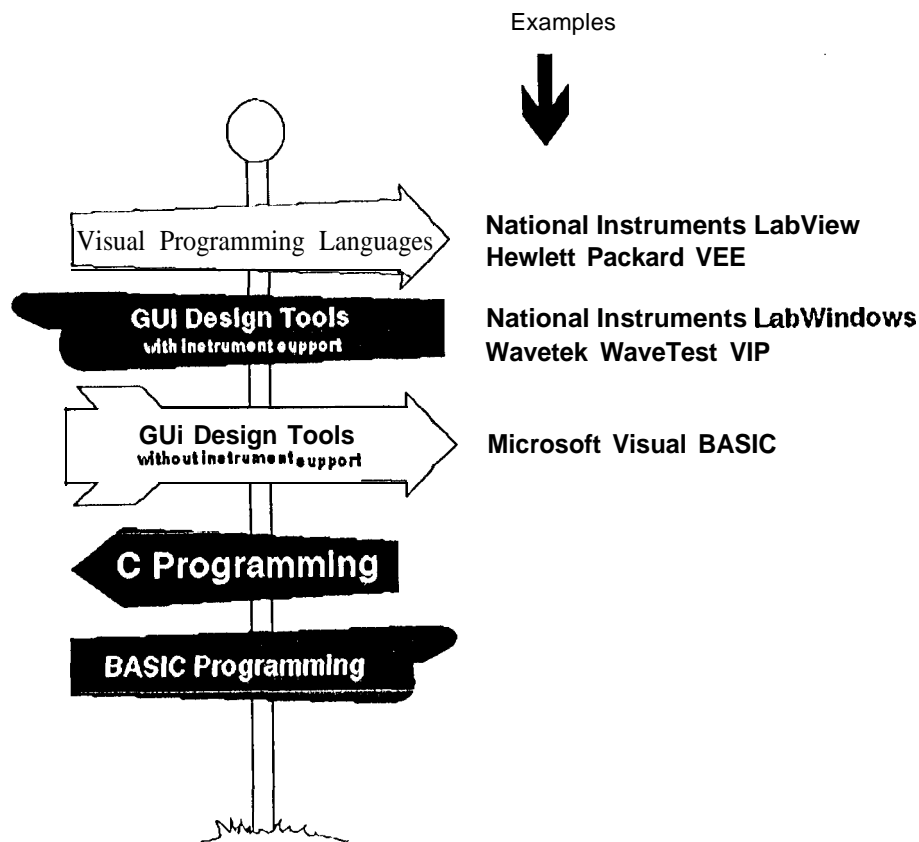 Examples
Visual Programming Languages
National Instruments LabView
Hewlett Packard VEE
GUI Design Tools
with instrument support
National Instruments LabWindows
Wavetek WaveTest VIP
GUi Design Tools
without instrument support
Microsoft Visual BASIC
C Programming
BASIC Programming